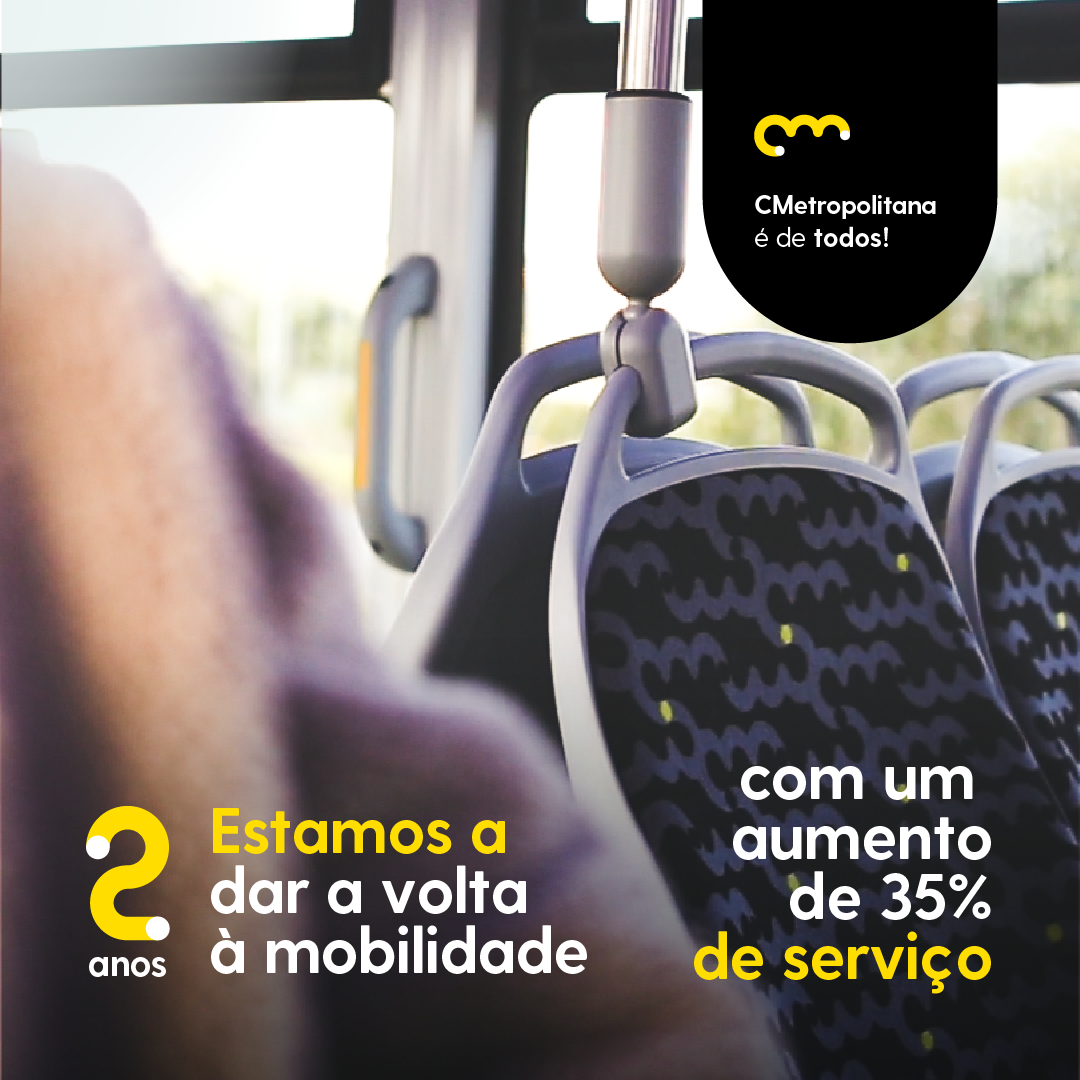 CMetropolitana
é de todos!
2
anos
Estamos a
dar a volta
à mobilidade
com um
aumento
de 35%
de serviço